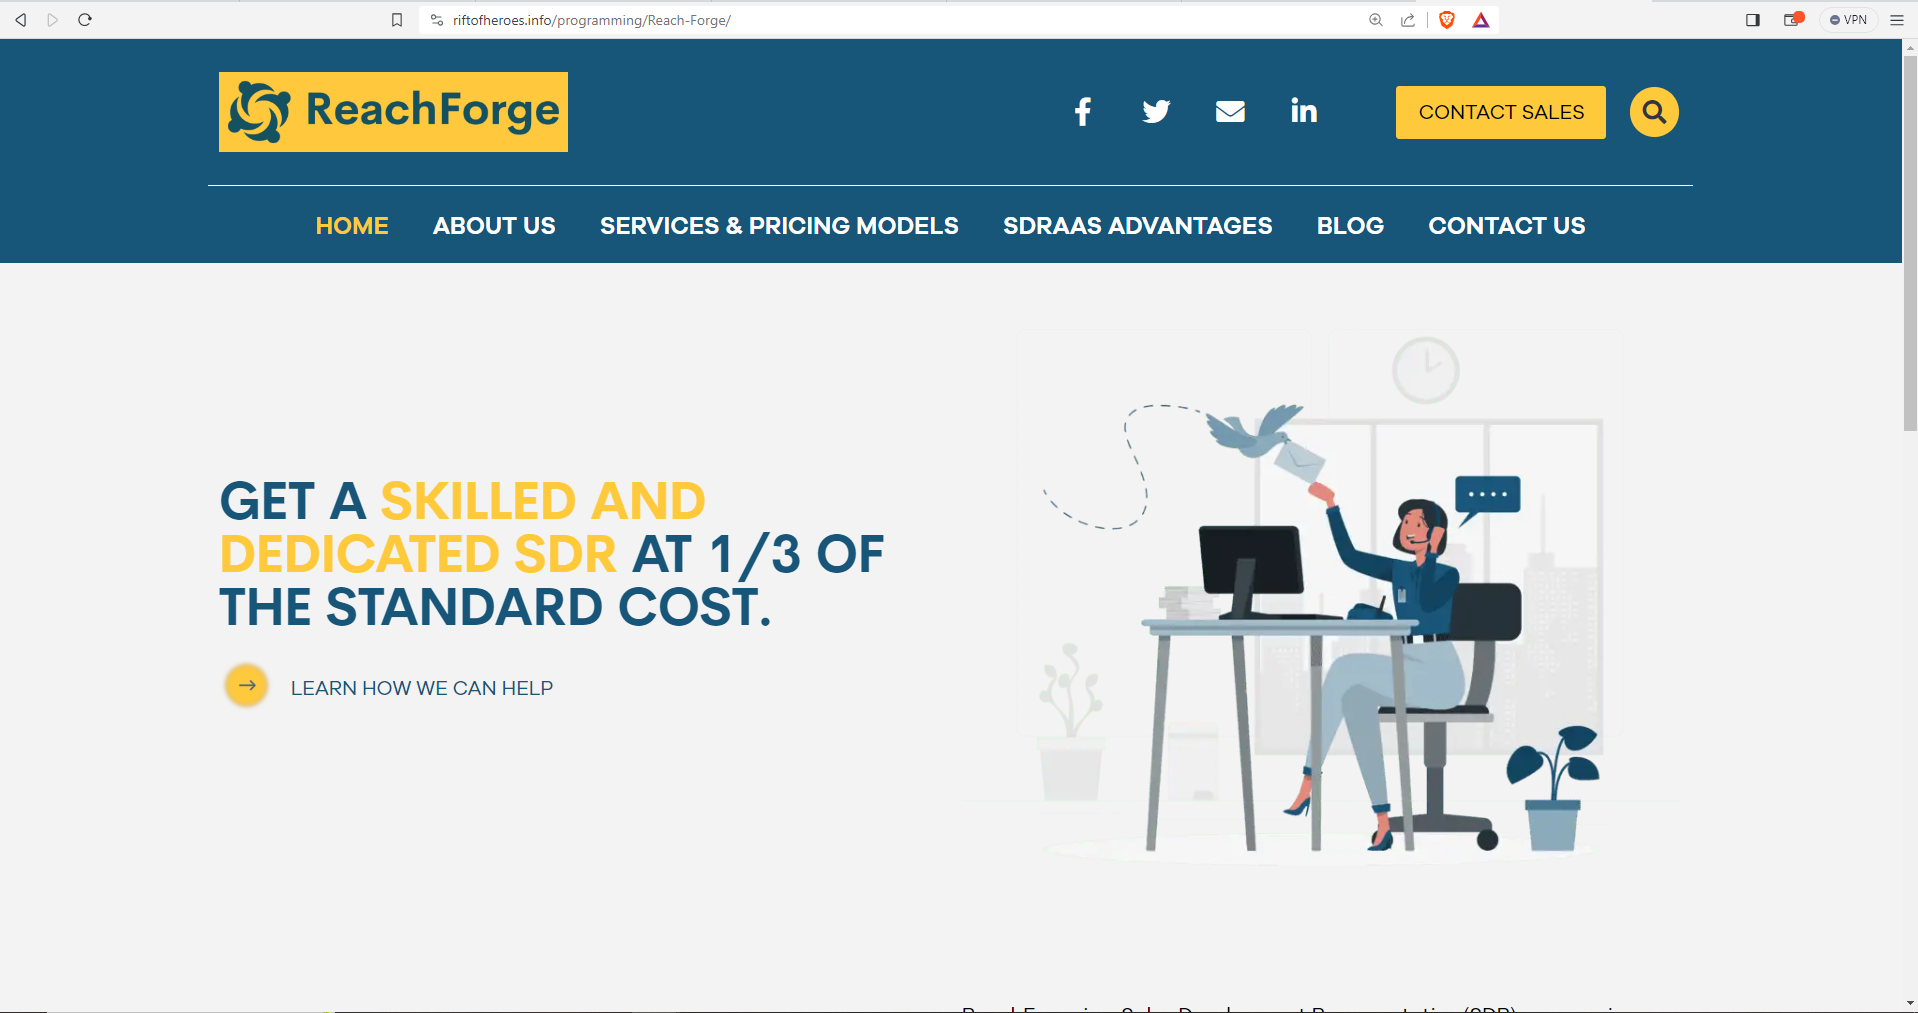 riftofheroes.info/programming/Reach-Forge/
VPN
ReachForge
CONTACT SALES
HOME ABOUT US SERVICES & PRICING MODELS SDRAAS ADVANTAGES BLOG CONTACT US
GET A SKILLED AND
DEDICATED SDR AT 1/3 OF
THE STANDARD COST.
LEARN HOW WE CAN HELP